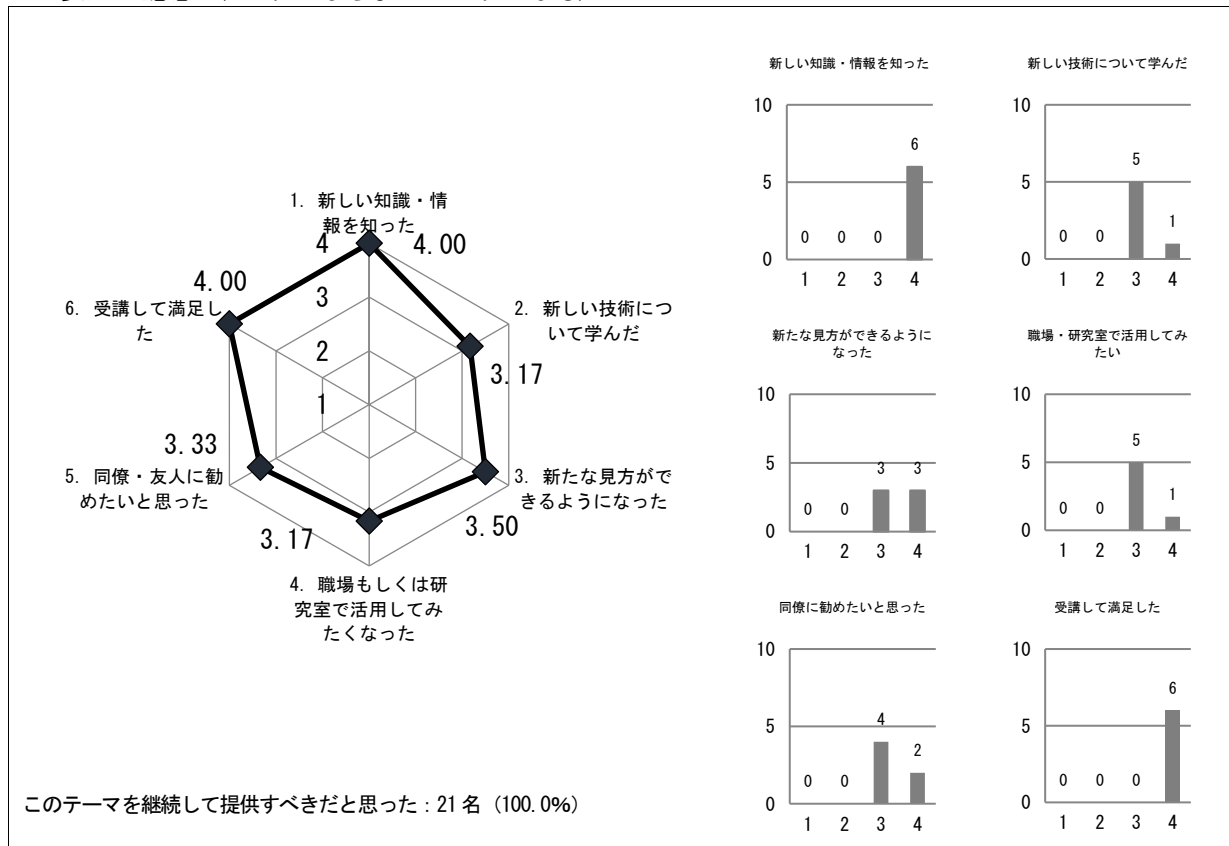 1. 新しい知識・情
報を知った
4
4.00
4.00
6. 受講して満足し
た
3
2. 新しい技術につ
いて学んだ
2
3.17
1
3.33
5. 同僚・友人に勧
めたいと思った
3. 新たな見方がで
きるようになった
3.50
3.17
4. 職場もしくは研
究室で活用してみ
たくなった
このテーマを継続して提供すべきだと思った：21名（100.0%）
新しい知識・情報を知った
10
5
0
0 0 0 6
1 2 3 4
新しい技術について学んだ
10
5
0
0 0 5 1
1 2 3 4
新たな見方ができるように
なった
10
5
0
0 0 3 3
1 2 3 4
職場・研究室で活用してみ
たい
10
5
0
0 0 5 1
1 2 3 4
同僚に勧めたいと思った
10
5
0
0 0 4 2
1 2 3 4
受講して満足した
10
5
0
0 0 0 6
1 2 3 4